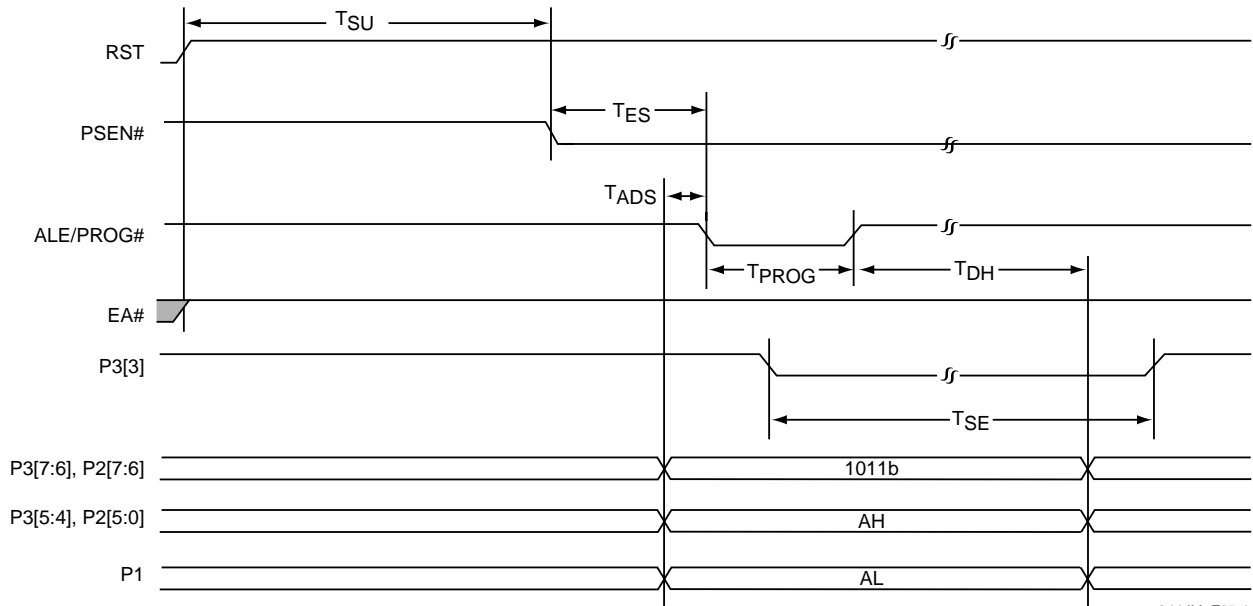 TSU
RST
TES
PSEN#
TADS
ALE/PROG#
TPROG
TDH
EA#
P3[3]
TSE
P3[7:6], P2[7:6]
1011b
P3[5:4], P2[5:0]
AH
P1
AL